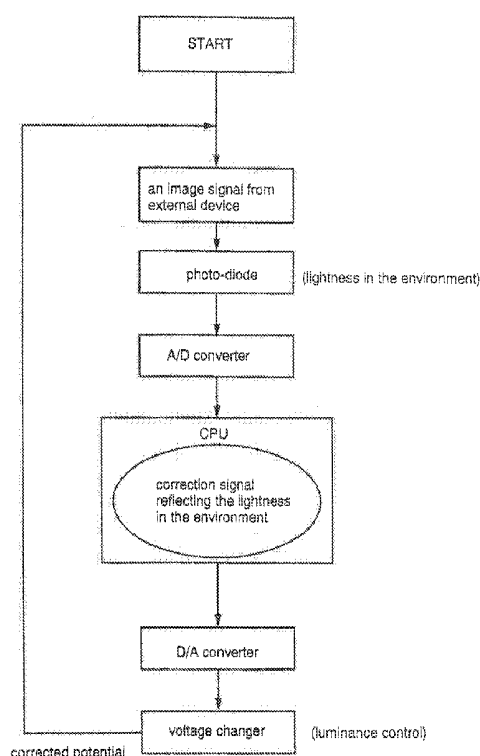 START
an image signal from
external device
photo-diode
(lightness in the environment)
A/D converter
CPU
correction signal
reflecting the lightness
in the environment
D/A converter
voltage changer
(luminance control)
corrected potential